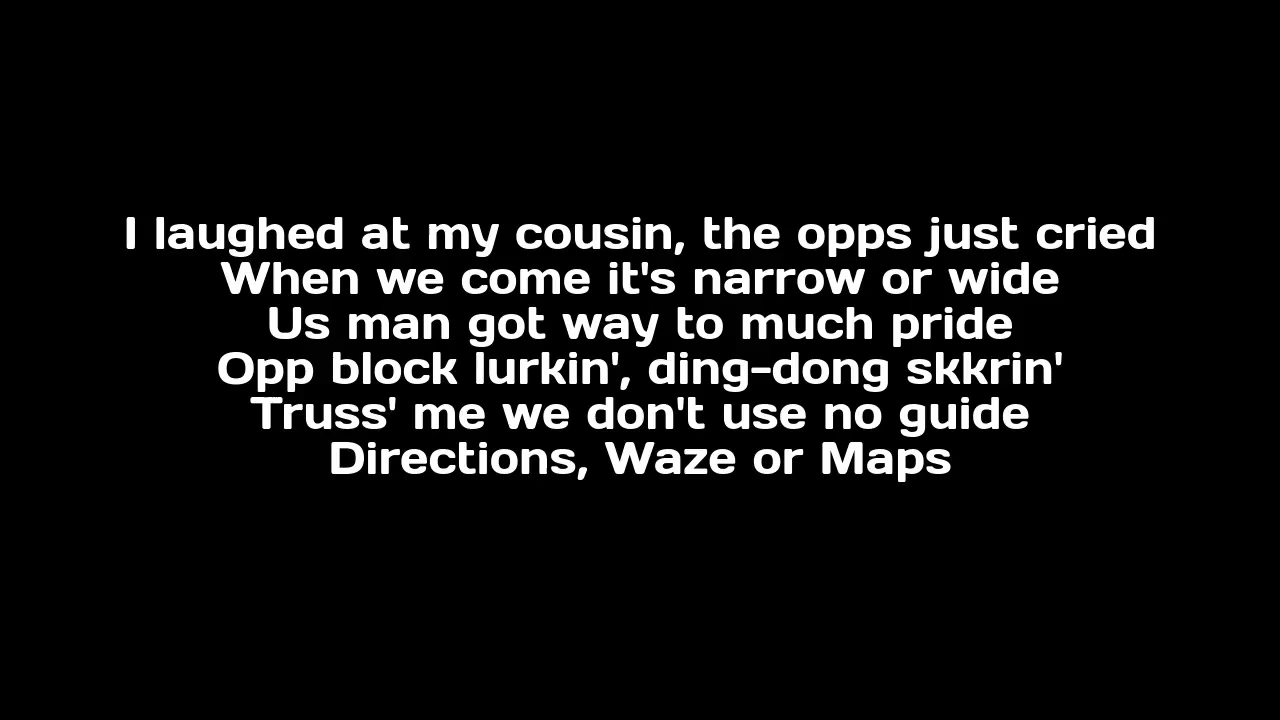 I laughed at my cousin, the opps just cried
When we come it's narrow or wide
Us man got way to much pride
Opp block lurkin', ding-dong skkrin'
Truss' me we don't use no guide
Directions, Waze or Maps